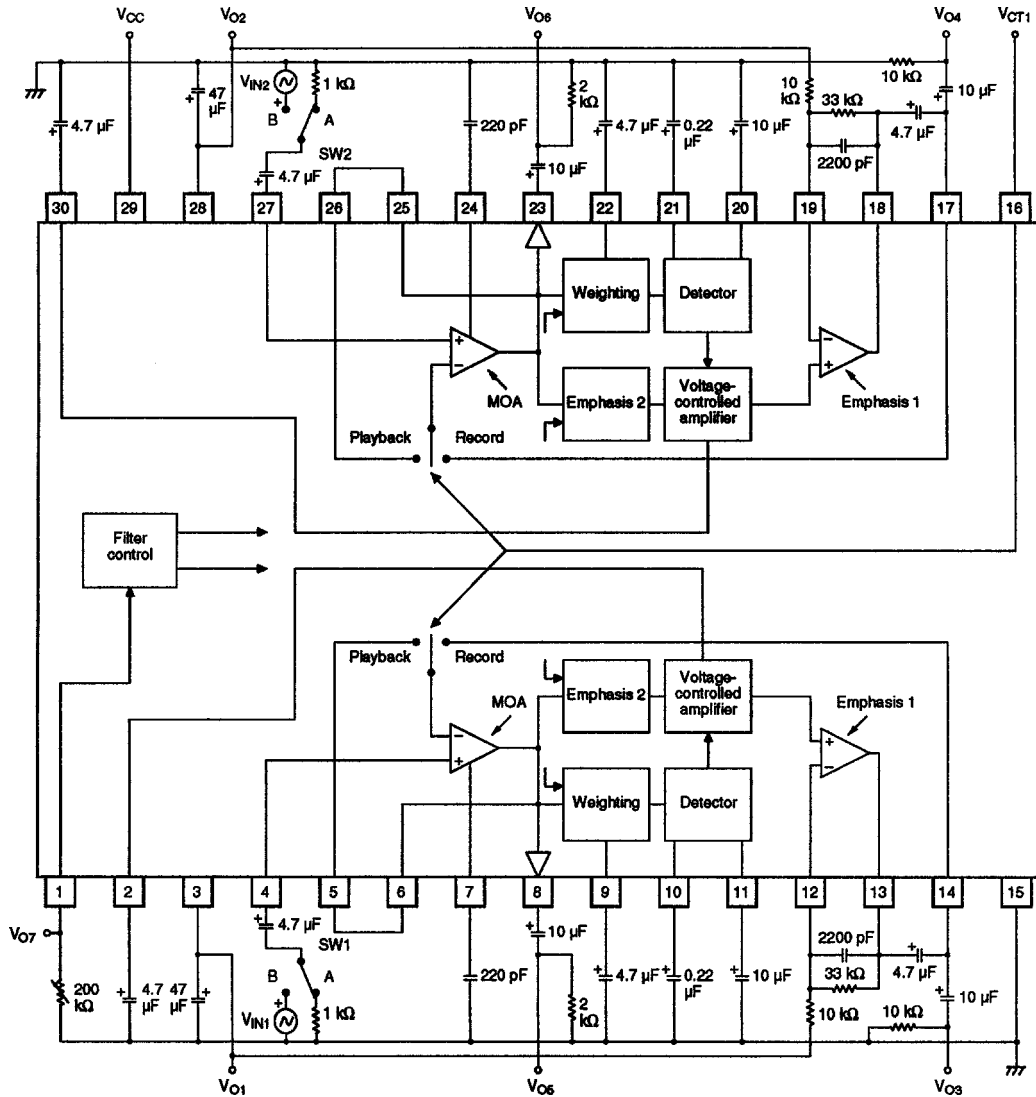 VCC VO2 VO6 VO4 VCT1
VIN2 1 kΩ 2 kΩ 10 kΩ 10 kΩ
+ 47 µF + B A 33 kΩ + 10 µF
+ 4.7 µF 220 pF + 4.7 µF + 0.22 µF + 10 µF + 4.7 µF
SW2 2200 pF
+ 4.7 µF + 10 µF
30 29 28 27 26 25 24 23 22 21 20 19 18 17 16
Weighting Detector
+ −
MOA
Emphasis 2
Voltage-controlled amplifier
− +
Emphasis 1
Playback Record
Filter control
Playback Record
MOA
− +
Emphasis 2
Voltage-controlled amplifier
Emphasis 1
+ −
Weighting Detector
1 2 3 4 5 6 7 8 9 10 11 12 13 14 15
VO7
+ 4.7 µF + 10 µF
SW1 2200 pF
B A 33 kΩ + 4.7 µF
200 kΩ + 4.7 µF 47 µF + 220 pF + 4.7 µF + 0.22 µF + 10 µF + 10 µF
VIN1 + 1 kΩ 2 kΩ 10 kΩ 10 kΩ
VO1 VO5 VO3